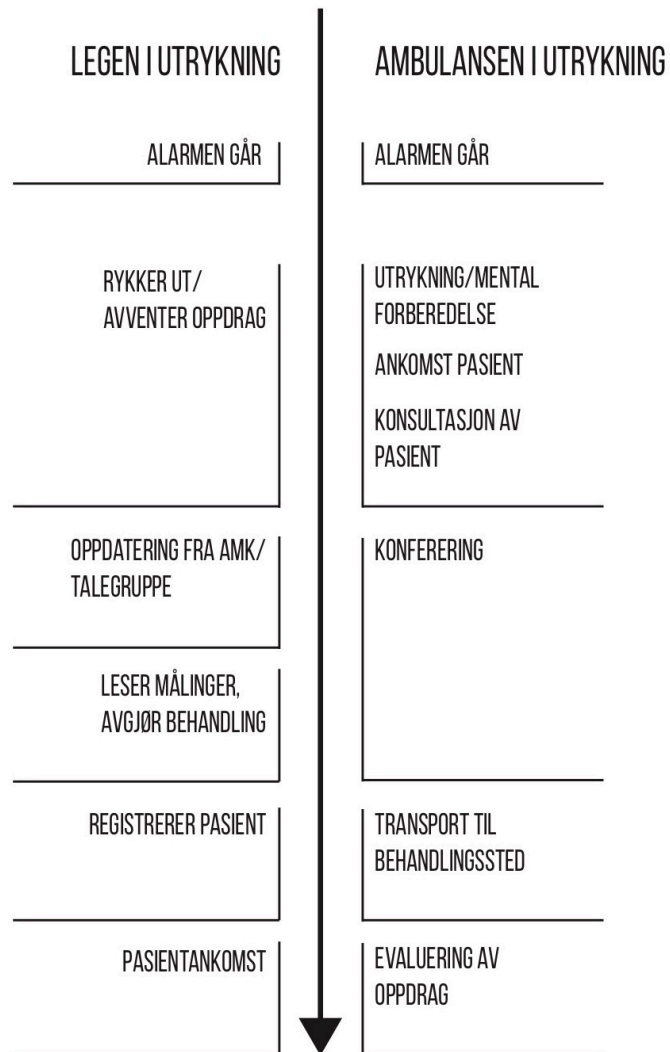 LEGEN I UTRYKNING
ALARMEN GÅR
RYKKER UT/
AVVENTER OPPDRAG
OPPDATERING FRA AMK/
TALEGRUPPE
LESER MÅLINGER,
AVGJØR BEHANDLING
REGISTRERER PASIENT
PASIENTANKOMST
AMBULANSEN I UTRYKNING
ALARMEN GÅR
UTRYKNING/MENTAL
FORBEREDELSE
ANKOMST PASIENT
KONSULTASJON AV
PASIENT
KONFERERING
TRANSPORT TIL
BEHANDLINGSSTED
EVALUERING AV
OPPDRAG